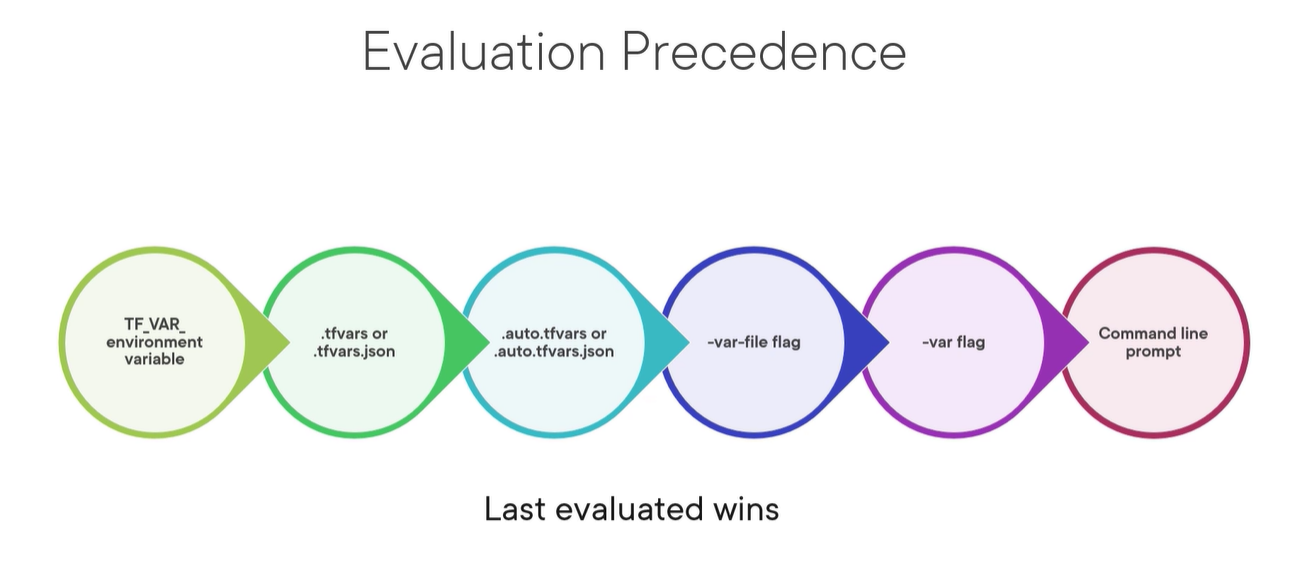 Evaluation Precedence
TF_VAR_
environment
variable
.tfvars or
.tfvars.json
.auto.tfvars or
.auto.tfvars.json
-var-file flag
-var flag
Command line
prompt
Last evaluated wins